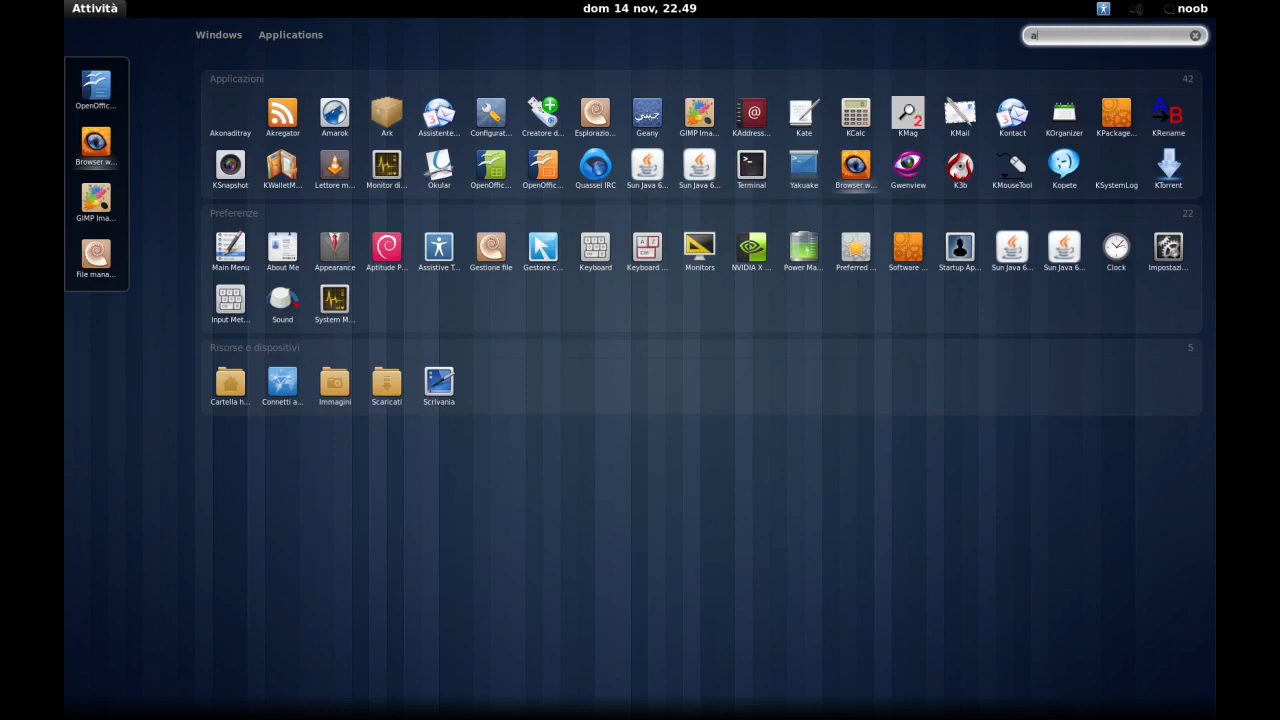 Attività dom 14 nov, 22.49 noob
Windows Applications a
Applicazioni 42
Akonaditray Akregator Amarok Ark Assistente... Configurat... Creatore d... Esplorazio... Geany GIMP Ima... KAddress... Kate KCalc KMag KMail Kontact KOrganizer KPackage... KRename
KSnapshot KWalletM... Lettore m... Monitor di... Okular OpenOffic... OpenOffic... Quassel IRC Sun Java 6... Sun Java 6... Terminal Yakuake Browser w... Gwenview K3b KMouseTool Kopete KSystemLog KTorrent
Preferenze 22
Main Menu About Me Appearance Aptitude P... Assistive T... Gestione file Gestore c... Keyboard Keyboard ... Monitors NVIDIA X ... Power Ma... Preferred ... Software ... Startup Ap... Sun Java 6... Sun Java 6... Clock Impostazi...
Input Met... Sound System M...
Risorse e dispositivi 5
Cartella h... Connetti a... Immagini Scaricati Scrivania
OpenOffic...
Browser w...
GIMP Ima...
File mana...